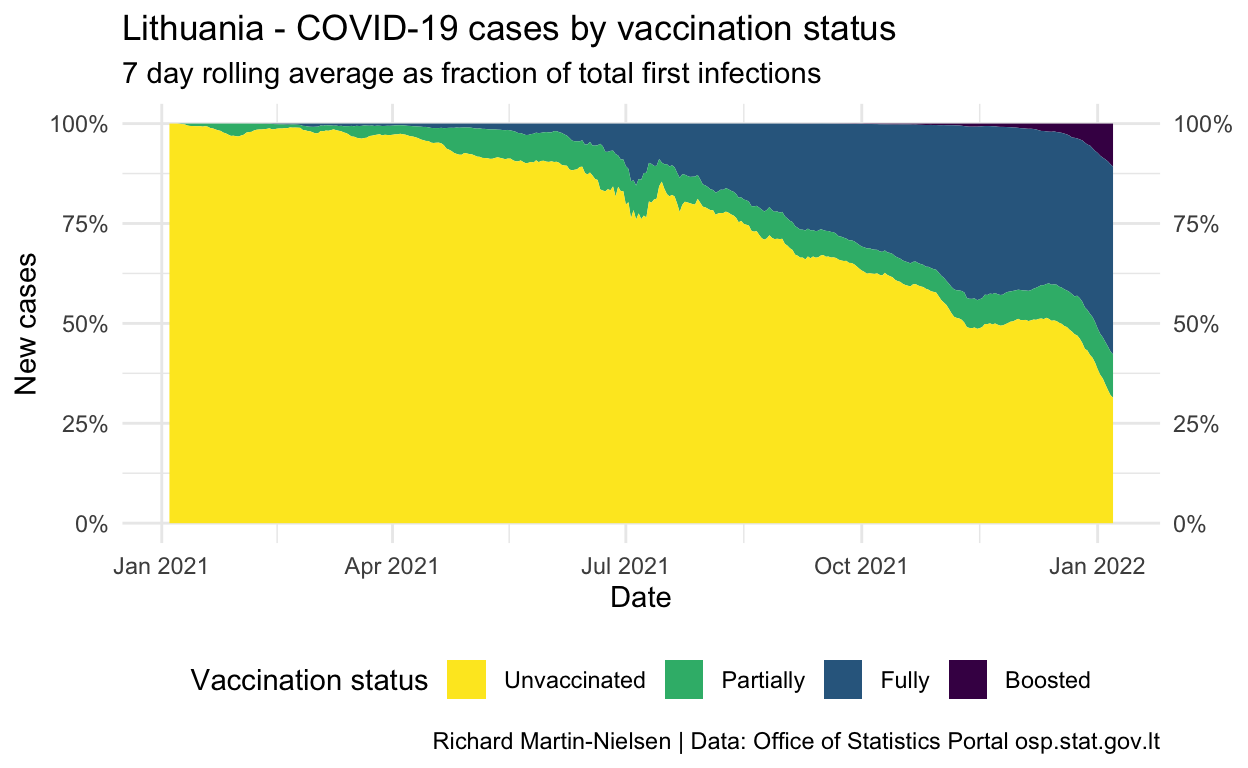 Lithuania - COVID-19 cases by vaccination status
7 day rolling average as fraction of total first infections
100%
75%
50%
25%
0%
New cases
100%
75%
50%
25%
0%
Jan 2021 Apr 2021 Jul 2021 Oct 2021 Jan 2022
Date
Vaccination status Unvaccinated Partially Fully Boosted
Richard Martin-Nielsen | Data: Office of Statistics Portal osp.stat.gov.lt